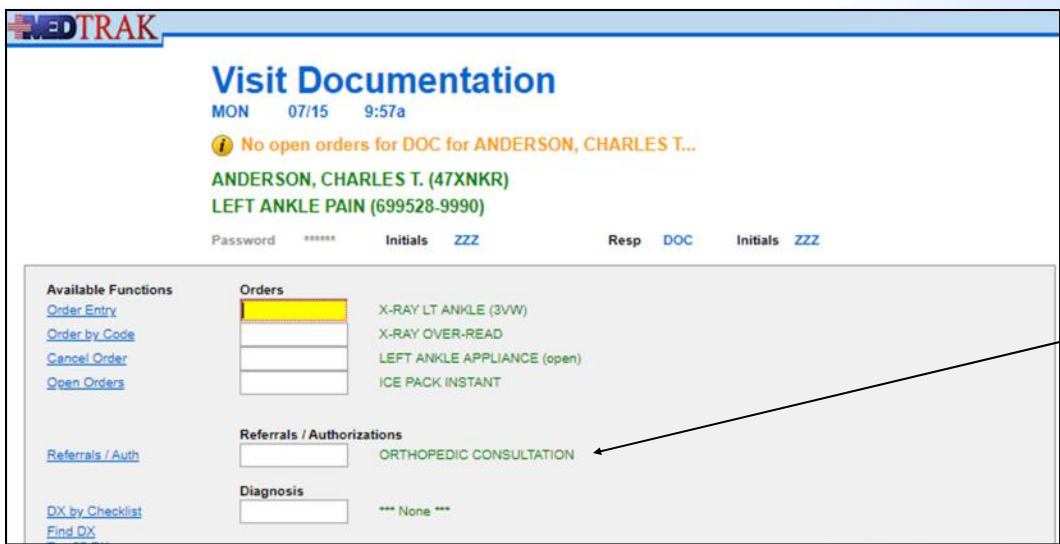 MEDTRAK
Visit Documentation
MON 07/15 9:57a
i No open orders for DOC for ANDERSON, CHARLES T...
ANDERSON, CHARLES T. (47XNKR)
LEFT ANKLE PAIN (699528-9990)
Password ****** Initials ZZZ Resp DOC Initials ZZZ
Available Functions Orders
Order Entry X-RAY LT ANKLE (3VW)
Order by Code X-RAY OVER-READ
Cancel Order LEFT ANKLE APPLIANCE (open)
Open Orders ICE PACK INSTANT
Referrals / Authorizations
Referrals / Auth ORTHOPEDIC CONSULTATION
Diagnosis
DX by Checklist *** None ***
Find DX